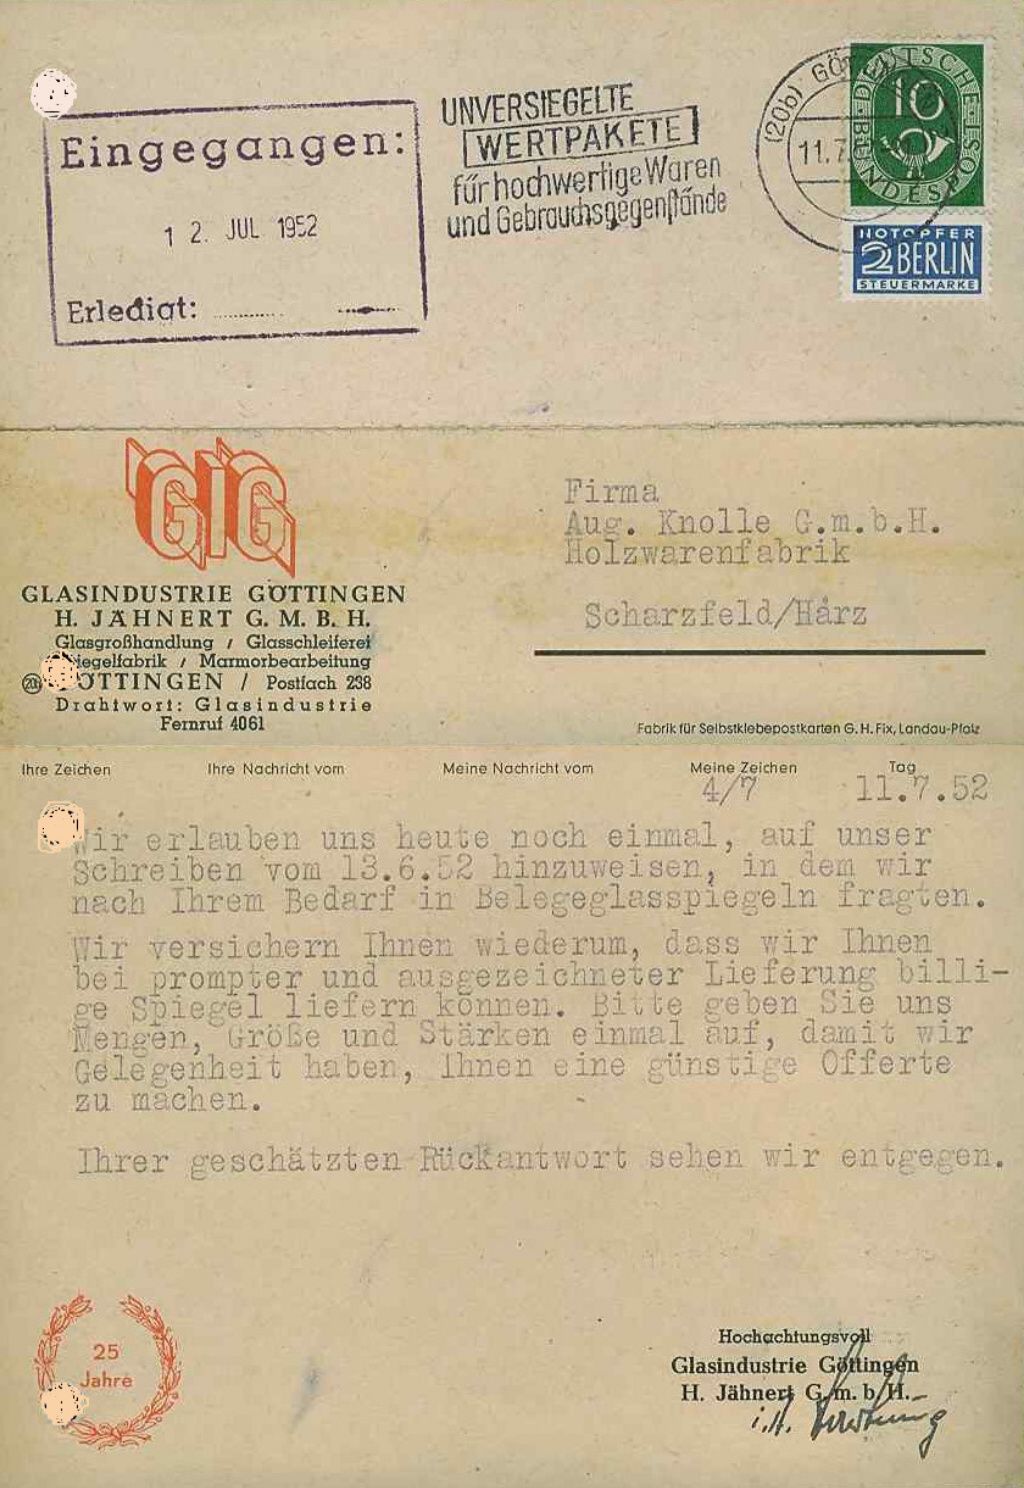 Eingegangen:
1 2. JUL 1952
Erledigt:
UNVERSIEGELTE
WERTPAKETE
für hochwertige Waren
und Gebrauchsgegenstände
(20b)
11.7.
DEUTSCHE BUNDESPOST
10
NOTOPFER
2 BERLIN
STEUERMARKE
GIG
GLASINDUSTRIE GÖTTINGEN
H. JÄHNERT G. M. B. H.
Glasgroßhandlung / Glasschleiferei
iegelfabrik / Marmorbearbeitung
ÖTTINGEN / Postfach 238
Drahtwort: Glasindustrie
Fernruf 4061
Firma
Aug. Knolle G.m.b.H.
Holzwarenfabrik
Scharzfeld/Harz
Fabrik für Selbstklebepostkarten G. H. Fix, Landau-Pfalz
Ihre Zeichen Ihre Nachricht vom Meine Nachricht vom Meine Zeichen Tag
4/7 11.7.52
Wir erlauben uns heute noch einmal, auf unser
Schreiben vom 13.6.52 hinzuweisen, in dem wir
nach Ihrem Bedarf in Belegeglasspiegeln fragten.
Wir versichern Ihnen wiederum, dass wir Ihnen
bei prompter und ausgezeichneter Lieferung billi-
ge Spiegel liefern können. Bitte geben Sie uns
Mengen, Größe und Stärken einmal auf, damit wir
Gelegenheit haben, Ihnen eine günstige Offerte
zu machen.
Ihrer geschätzten Rückantwort sehen wir entgegen.
25
Jahre
Hochachtungsvoll
Glasindustrie Göttingen
H. Jähnert G. m. b. H.
i.A.